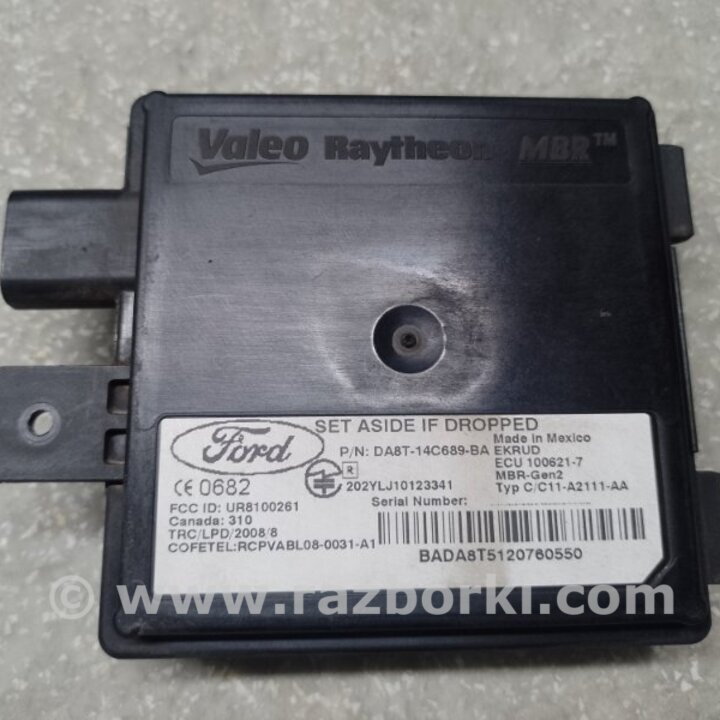 Valeo Raytheon MBR™
SET ASIDE IF DROPPED
Ford
P/N: DA8T-14C689-BA
Made in Mexico
EKRUD
ECU 100621-7
MBR-Gen2
Typ C/C11-A2111-AA
CE 0682
R
202YLJ10123341
FCC ID: UR8100261
Canada: 310
TRC/LPD/2008/8
COFETEL:RCPVABL08-0031-A1
Serial Number:
BADA8T5120760550
© www.razborki.com